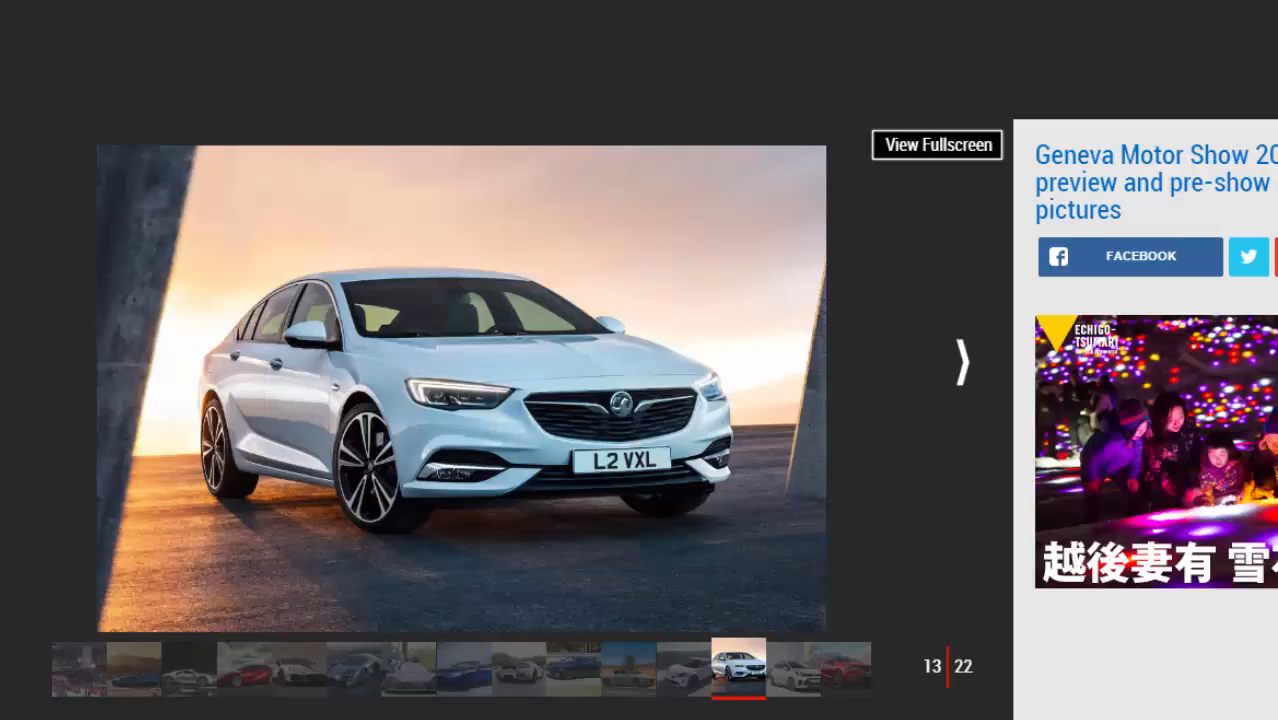 View Fullscreen
Geneva Motor Show 20
preview and pre-show
pictures
FACEBOOK
ECHIGO-
TSUMARI
L2 VXL
越後妻有 雪
13 22